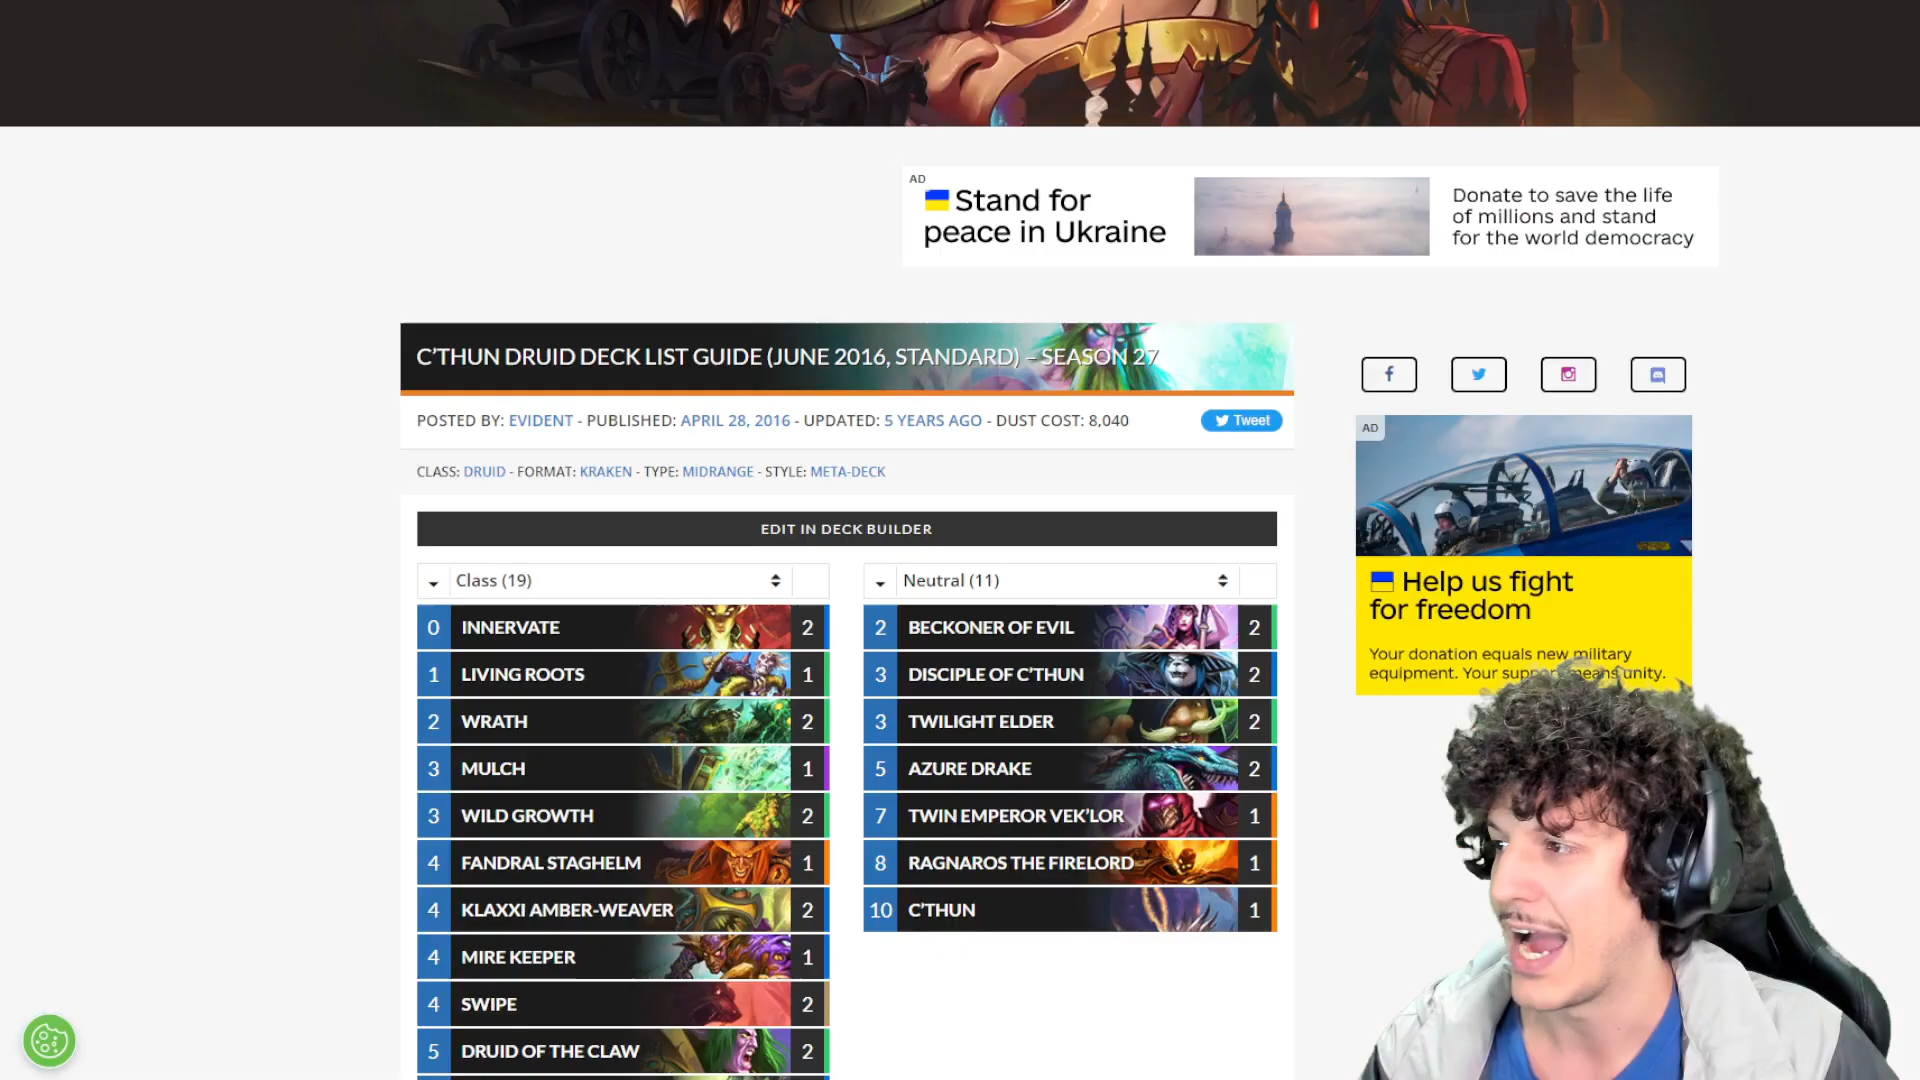 AD
Stand for
peace in Ukraine
Donate to save the life
of millions and stand
for the world democracy
C'THUN DRUID DECK LIST GUIDE (JUNE 2016, STANDARD) – SEASON 27
POSTED BY: EVIDENT - PUBLISHED: APRIL 28, 2016 - UPDATED: 5 YEARS AGO - DUST COST: 8,040
Tweet
CLASS: DRUID - FORMAT: KRAKEN - TYPE: MIDRANGE - STYLE: META-DECK
EDIT IN DECK BUILDER
Class (19)
0 INNERVATE 2
1 LIVING ROOTS 1
2 WRATH 2
3 MULCH 1
3 WILD GROWTH 2
4 FANDRAL STAGHELM 1
4 KLAXXI AMBER-WEAVER 2
4 MIRE KEEPER 1
4 SWIPE 2
5 DRUID OF THE CLAW 2
Neutral (11)
2 BECKONER OF EVIL 2
3 DISCIPLE OF C'THUN 2
3 TWILIGHT ELDER 2
5 AZURE DRAKE 2
7 TWIN EMPEROR VEK'LOR 1
8 RAGNAROS THE FIRELORD 1
10 C'THUN 1
AD
Help us fight
for freedom
Your donation equals new military
equipment. Your support means unity.